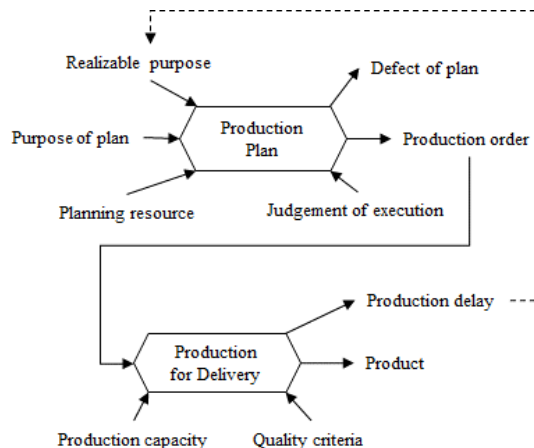 Realizable purpose
Defect of plan
Purpose of plan
Production
Plan
Production order
Planning resource
Judgement of execution
Production delay
Production
for Delivery
Product
Production capacity
Quality criteria